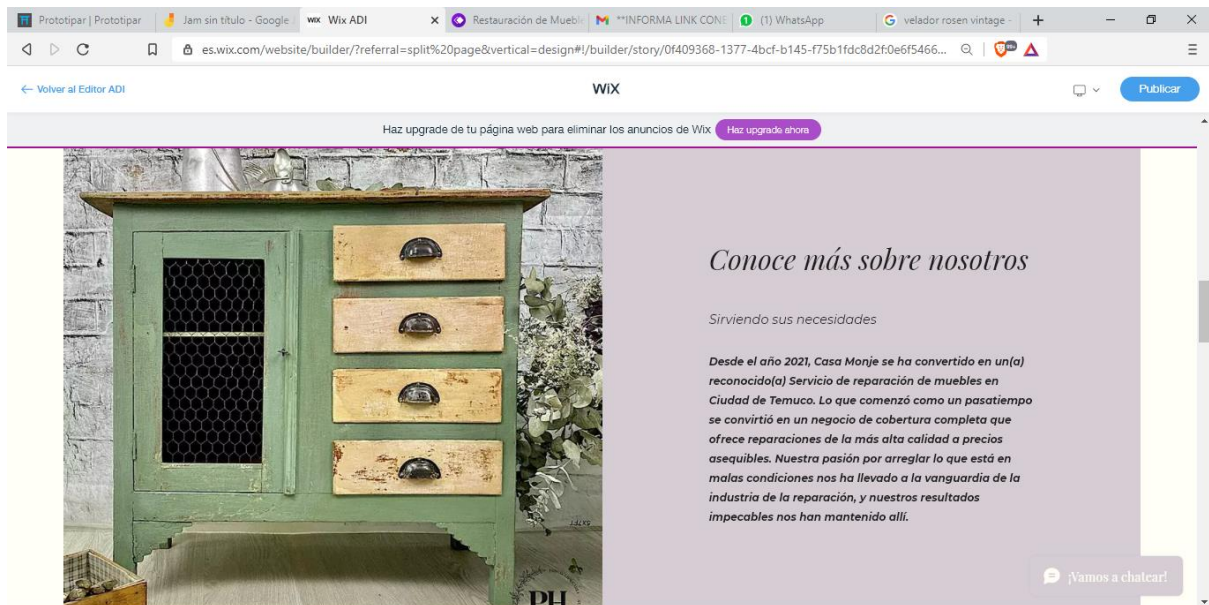 Prototipar | Prototipar
Jam sin título - Google
Wix ADI
Restauración de Mueble
**INFORMA LINK CONE
(1) WhatsApp
velador rosen vintage -
es.wix.com/website/builder/?referral=split%20page&vertical=design#!/builder/story/0f409368-1377-4bcf-b145-f75b1fdc8d2f:0e6f5466...
← Volver al Editor ADI
WiX
Publicar
Haz upgrade de tu página web para eliminar los anuncios de Wix
Haz upgrade ahora
Conoce más sobre nosotros
Sirviendo sus necesidades
Desde el año 2021, Casa Monje se ha convertido en un(a)
reconocido(a) Servicio de reparación de muebles en
Ciudad de Temuco. Lo que comenzó como un pasatiempo
se convirtió en un negocio de cobertura completa que
ofrece reparaciones de la más alta calidad a precios
asequibles. Nuestra pasión por arreglar lo que está en
malas condiciones nos ha llevado a la vanguardia de la
industria de la reparación, y nuestros resultados
impecables nos han mantenido allí.
PH
¡Vamos a chatear!